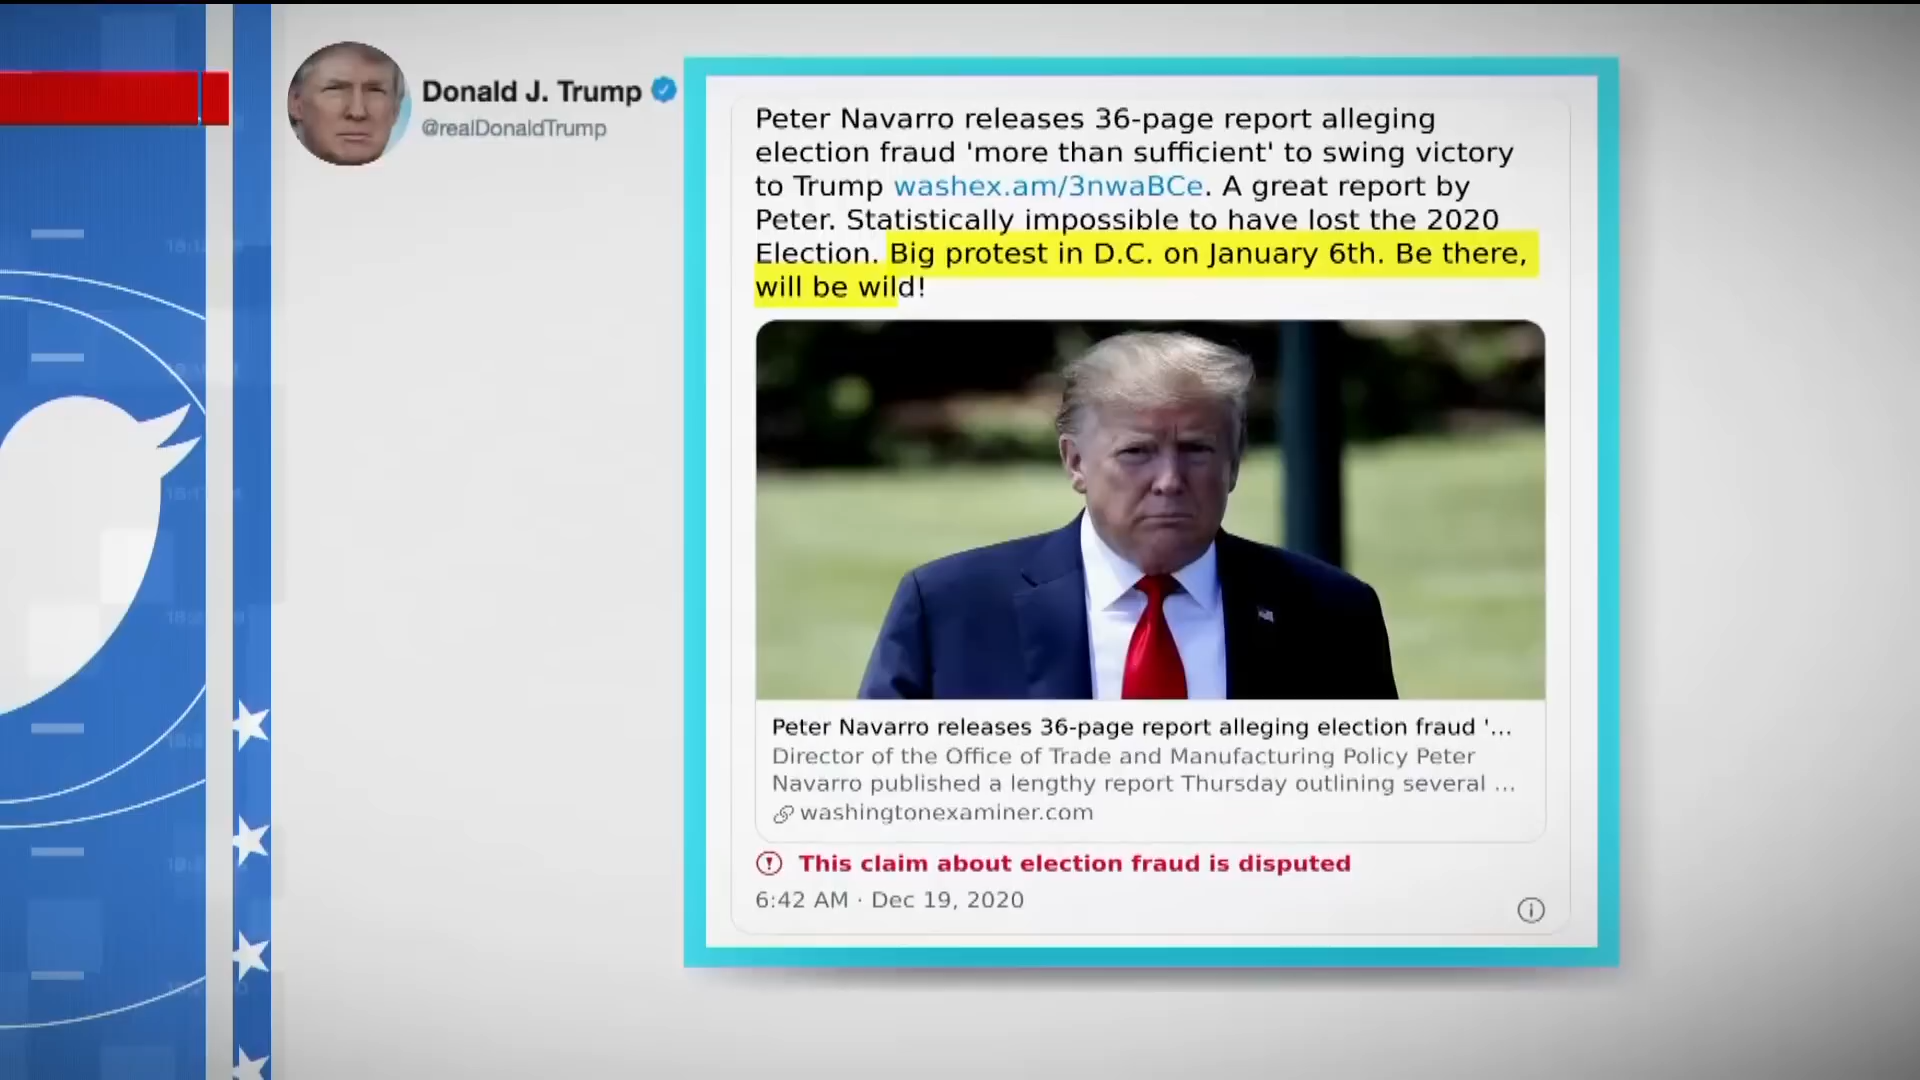 Donald J. Trump
@realDonaldTrump
Peter Navarro releases 36-page report alleging
election fraud 'more than sufficient' to swing victory
to Trump washex.am/3nwaBCe. A great report by
Peter. Statistically impossible to have lost the 2020
Election. Big protest in D.C. on January 6th. Be there,
will be wild!
Peter Navarro releases 36-page report alleging election fraud '...
Director of the Office of Trade and Manufacturing Policy Peter
Navarro published a lengthy report Thursday outlining several ...
washingtonexaminer.com
This claim about election fraud is disputed
6:42 AM · Dec 19, 2020